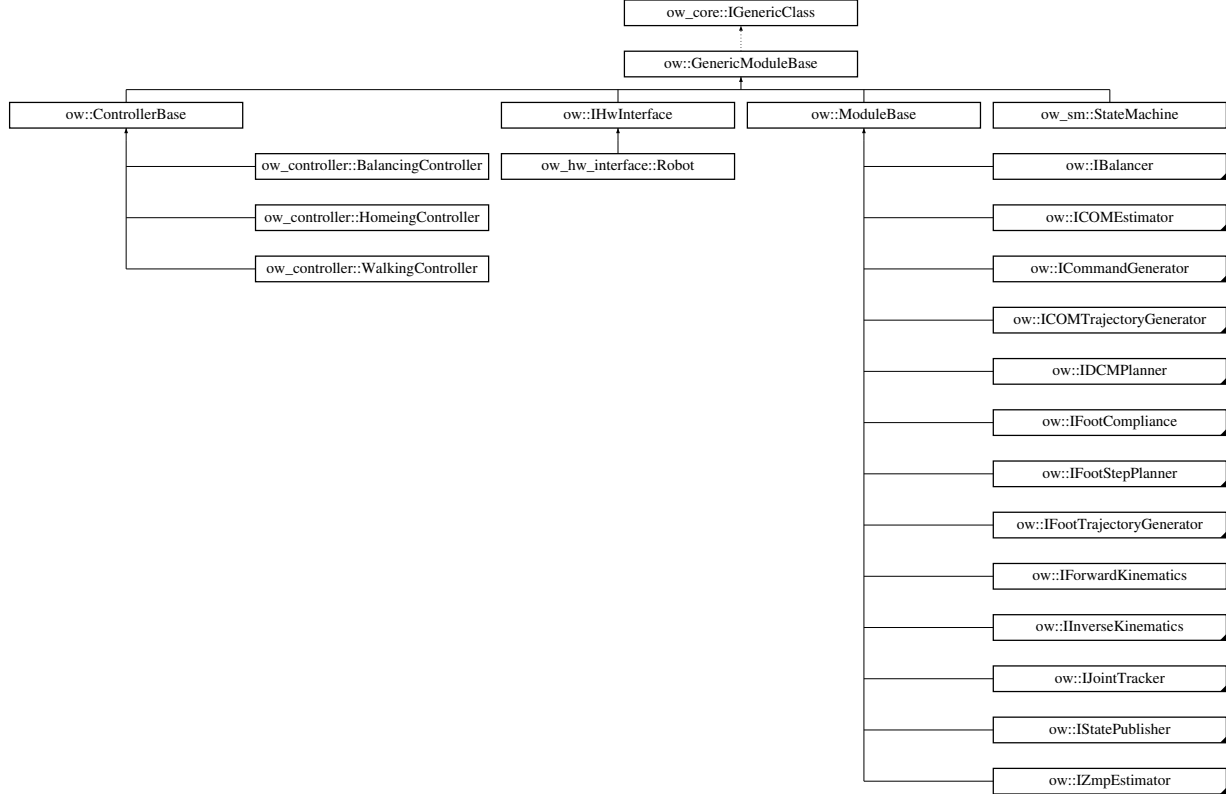 ow_core::IGenericClass
ow::GenericModuleBase
ow::ControllerBase
ow::IHwInterface
ow::ModuleBase
ow_sm::StateMachine
ow_controller::BalancingController
ow_hw_interface::Robot
ow::IBalancer
ow_controller::HomeingController
ow::ICOMEstimator
ow_controller::WalkingController
ow::ICommandGenerator
ow::ICOMTrajectoryGenerator
ow::IDCMPlanner
ow::IFootCompliance
ow::IFootStepPlanner
ow::IFootTrajectoryGenerator
ow::IForwardKinematics
ow::IInverseKinematics
ow::IJointTracker
ow::IStatePublisher
ow::IZmpEstimator